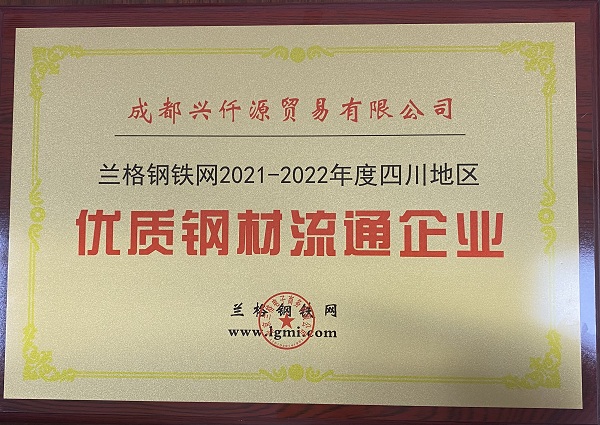 成都兴仟源贸易有限公司
兰格钢铁网2021-2022年度四川地区
优质钢材流通企业
兰格钢铁网
www.lgmi.com